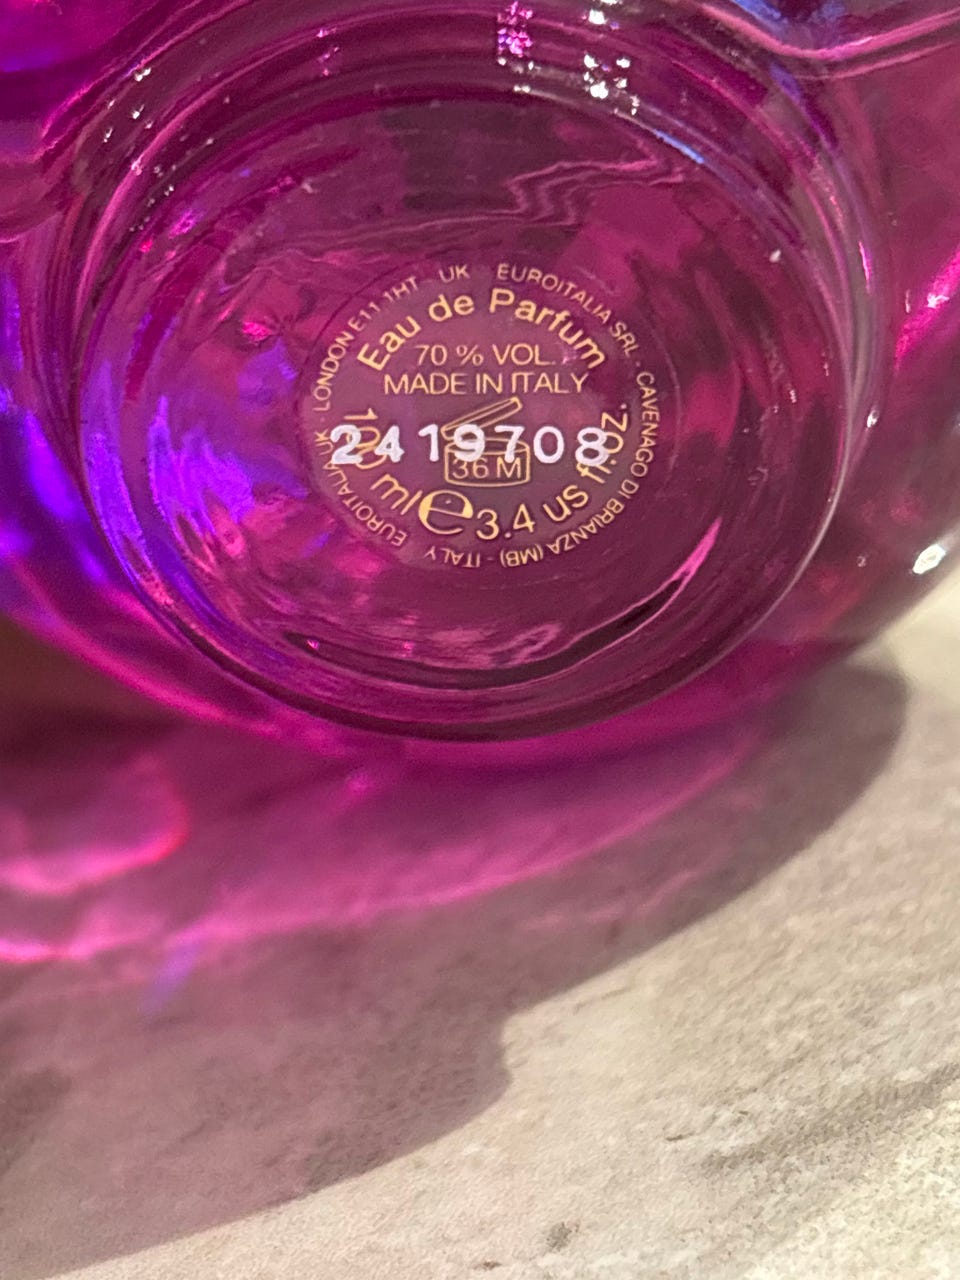 EUROITALIA SRL - CAVENAGO DI BRIANZA (MB) - ITALY
EUROITALIA UK LONDON E11 1HT UK
Eau de Parfum
70 % VOL.
MADE IN ITALY
2419708
36 M
100 ml e 3.4 us fl.oz.